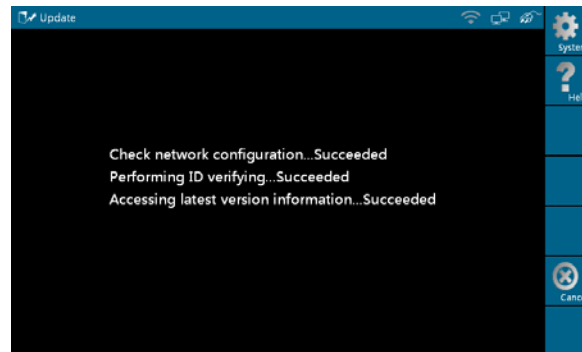 Update
Check network configuration...Succeeded
Performing ID verifying...Succeeded
Accessing latest version information...Succeeded